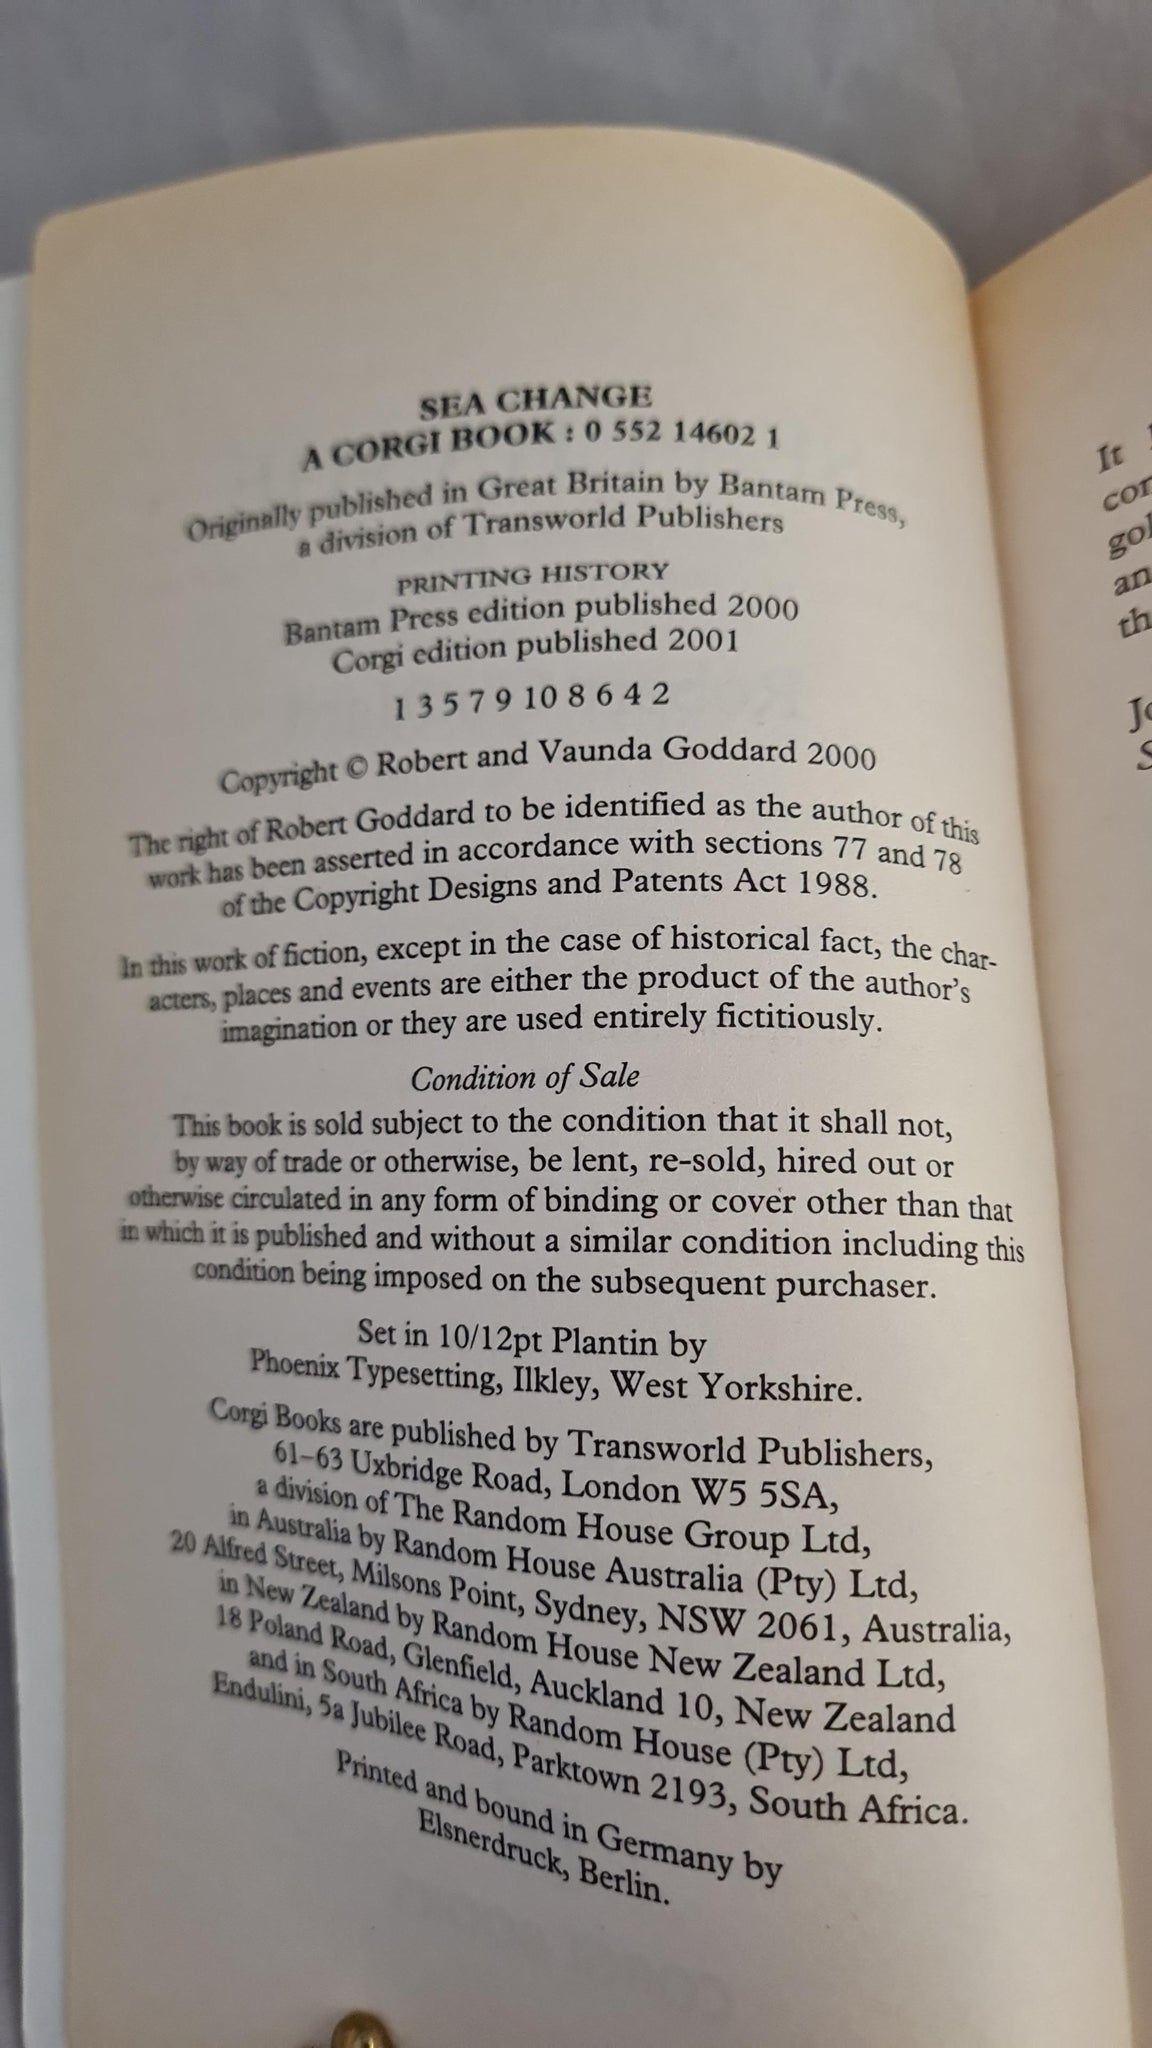 SEA CHANGE
A CORGI BOOK : 0 552 14602 1
Originally published in Great Britain by Bantam Press,
a division of Transworld Publishers
PRINTING HISTORY
Bantam Press edition published 2000
Corgi edition published 2001
1 3 5 7 9 10 8 6 4 2
Copyright © Robert and Vaunda Goddard 2000
The right of Robert Goddard to be identified as the author of this
work has been asserted in accordance with sections 77 and 78
of the Copyright Designs and Patents Act 1988.
In this work of fiction, except in the case of historical fact, the char-
acters, places and events are either the product of the author's
imagination or they are used entirely fictitiously.
Condition of Sale
This book is sold subject to the condition that it shall not,
by way of trade or otherwise, be lent, re-sold, hired out or
otherwise circulated in any form of binding or cover other than that
in which it is published and without a similar condition including this
condition being imposed on the subsequent purchaser.
Set in 10/12pt Plantin by
Phoenix Typesetting, Ilkley, West Yorkshire.
Corgi Books are published by Transworld Publishers,
61–63 Uxbridge Road, London W5 5SA,
a division of The Random House Group Ltd,
in Australia by Random House Australia (Pty) Ltd,
20 Alfred Street, Milsons Point, Sydney, NSW 2061, Australia,
in New Zealand by Random House New Zealand Ltd,
18 Poland Road, Glenfield, Auckland 10, New Zealand
and in South Africa by Random House (Pty) Ltd,
Endulini, 5a Jubilee Road, Parktown 2193, South Africa.
Printed and bound in Germany by
Elsnerdruck, Berlin.
It